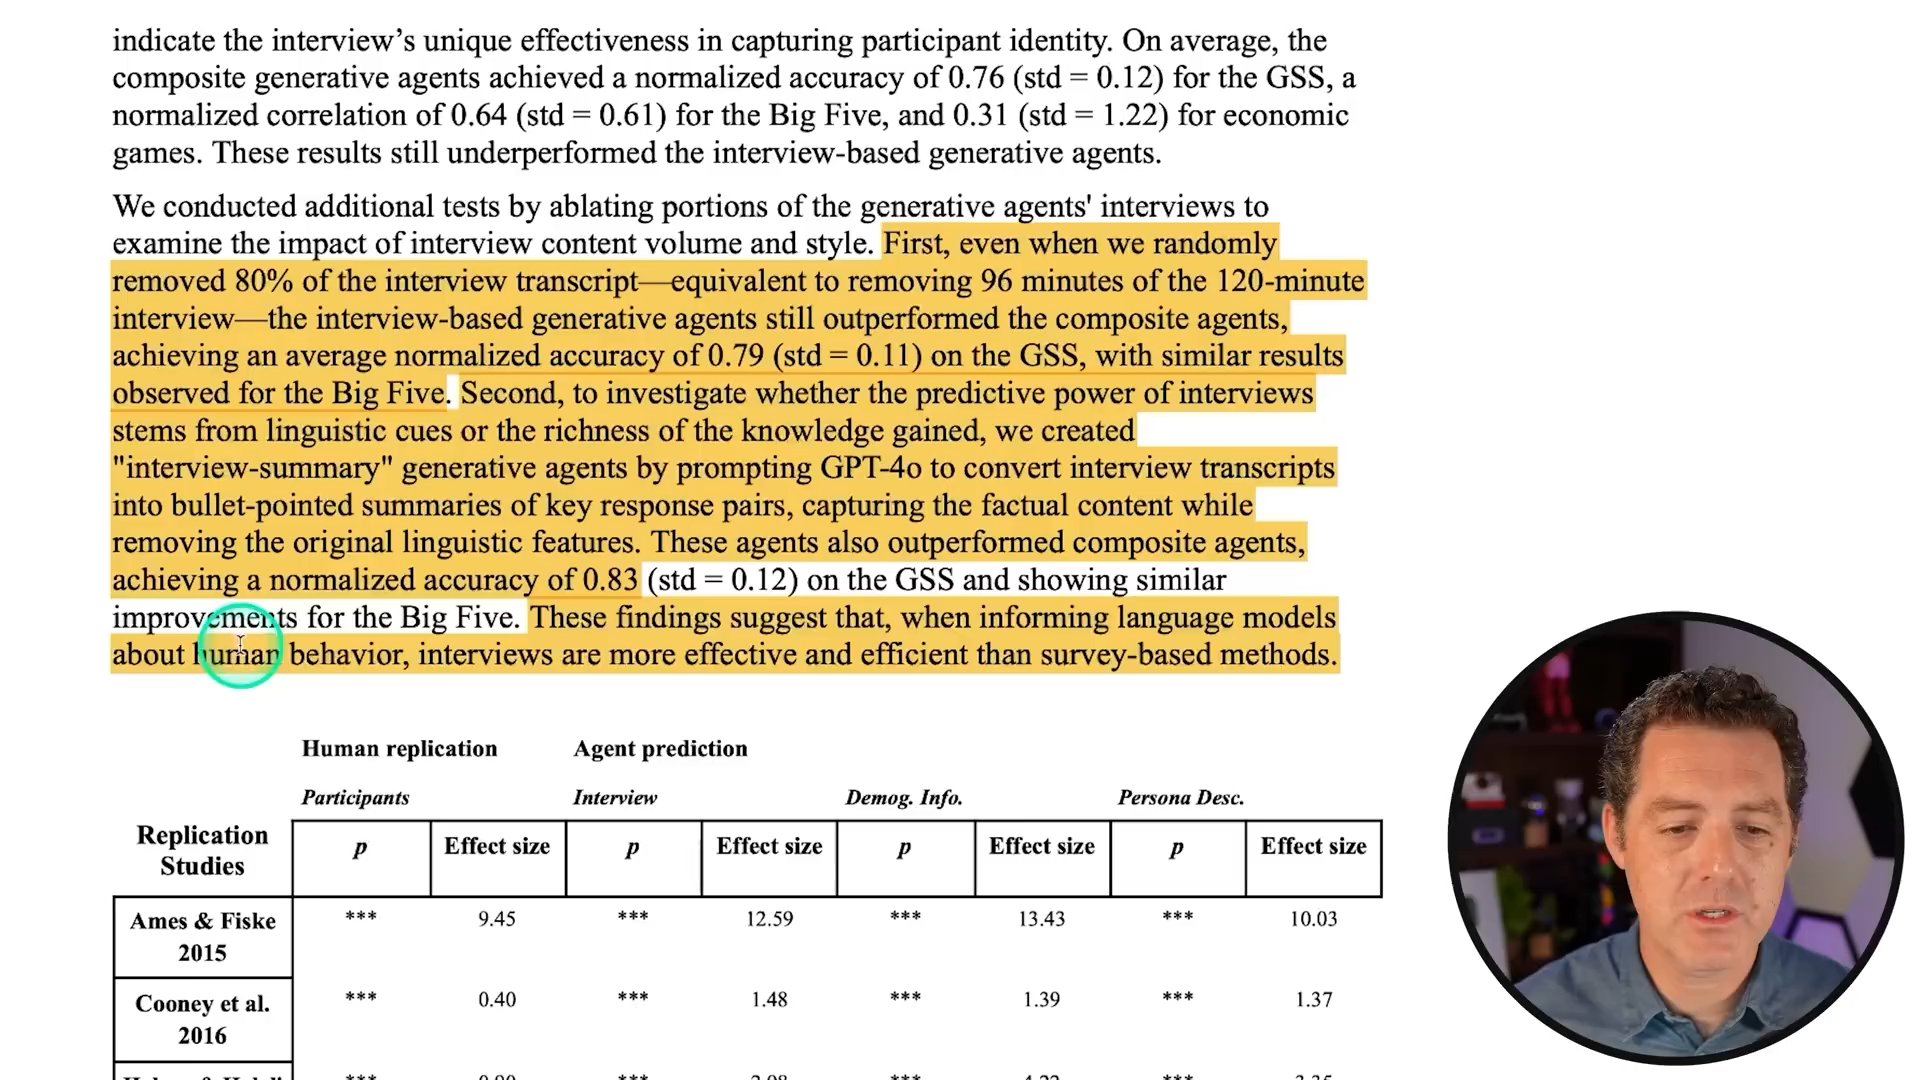 indicate the interview’s unique effectiveness in capturing participant identity. On average, the
composite generative agents achieved a normalized accuracy of 0.76 (std = 0.12) for the GSS, a
normalized correlation of 0.64 (std = 0.61) for the Big Five, and 0.31 (std = 1.22) for economic
games. These results still underperformed the interview-based generative agents.
We conducted additional tests by ablating portions of the generative agents' interviews to
examine the impact of interview content volume and style. First, even when we randomly
removed 80% of the interview transcript—equivalent to removing 96 minutes of the 120-minute
interview—the interview-based generative agents still outperformed the composite agents,
achieving an average normalized accuracy of 0.79 (std = 0.11) on the GSS, with similar results
observed for the Big Five. Second, to investigate whether the predictive power of interviews
stems from linguistic cues or the richness of the knowledge gained, we created
"interview-summary" generative agents by prompting GPT-4o to convert interview transcripts
into bullet-pointed summaries of key response pairs, capturing the factual content while
removing the original linguistic features. These agents also outperformed composite agents,
achieving a normalized accuracy of 0.83 (std = 0.12) on the GSS and showing similar
improvements for the Big Five. These findings suggest that, when informing language models
about human behavior, interviews are more effective and efficient than survey-based methods.
Human replication Agent prediction
Participants Interview Demog. Info. Persona Desc.
Replication Studies p Effect size p Effect size p Effect size p Effect size
Ames & Fiske 2015 *** 9.45 *** 12.59 *** 13.43 *** 10.03
Cooney et al. 2016 *** 0.40 *** 1.48 *** 1.39 *** 1.37